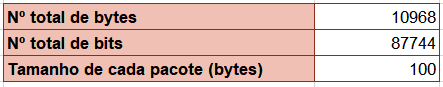 Nº total de bytes 10968
Nº total de bits 87744
Tamanho de cada pacote (bytes) 100